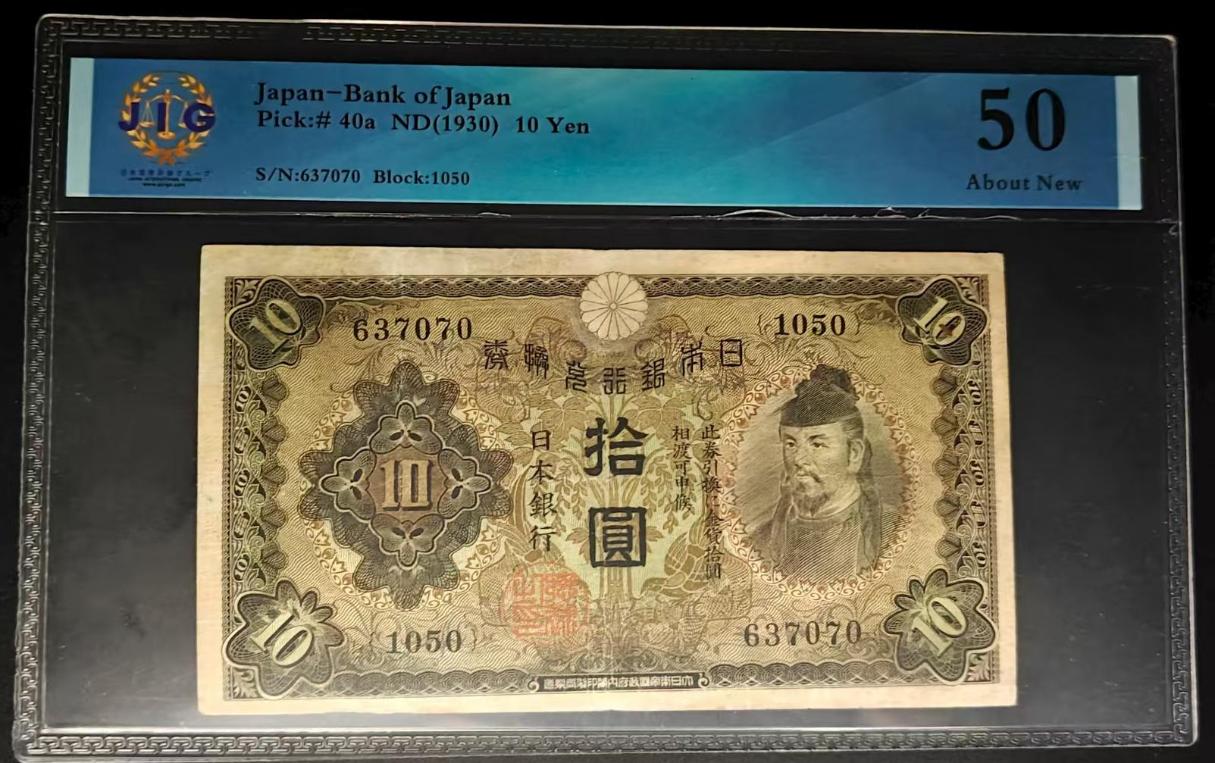 JIG
Japan-Bank of Japan
Pick:# 40a ND(1930) 10 Yen
S/N:637070 Block:1050
50
About New
10
637070
{1050}
10
日本銀行兌換券
拾圓
日本銀行
此券引換に金貨拾圓
相渡可申候
10
10
{1050}
637070
10